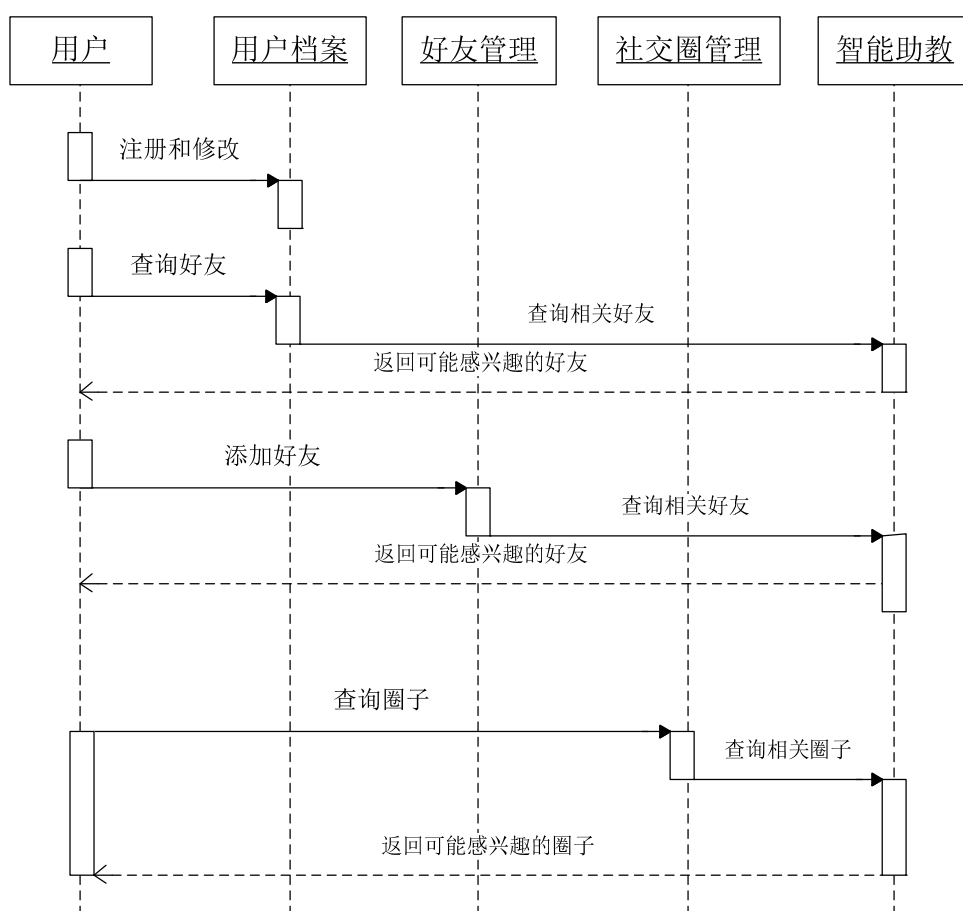 用户
用户档案
好友管理
社交圈管理
智能助教
注册和修改
查询好友
查询相关好友
返回可能感兴趣的好友
添加好友
查询相关好友
返回可能感兴趣的好友
查询圈子
查询相关圈子
返回可能感兴趣的圈子